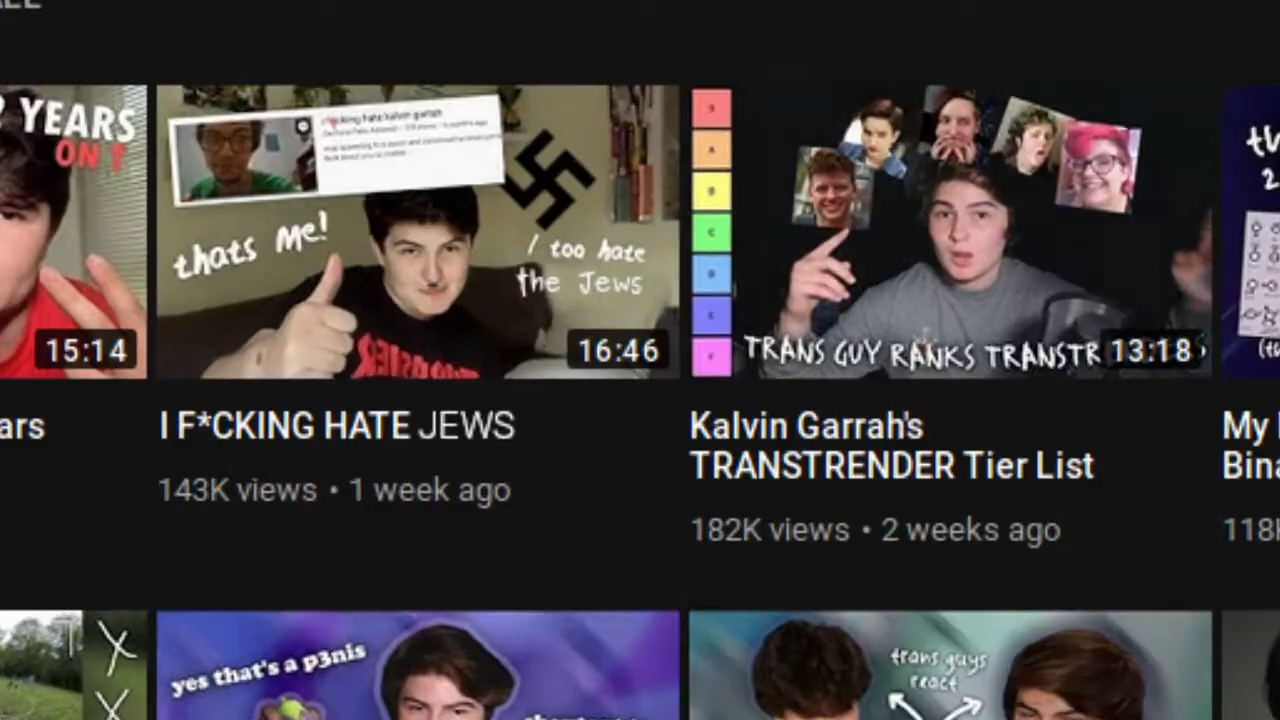 YEARS
ON T
thats me!
I too hate
the Jews
15:14
16:46
S
A
B
C
D
F
TRANS GUY RANKS TRANSTR
13:18
ars
I F*CKING HATE JEWS
143K views • 1 week ago
Kalvin Garrah's
TRANSTRENDER Tier List
182K views • 2 weeks ago
My
Bina
118K
yes that's a p3nis
trans guys
react